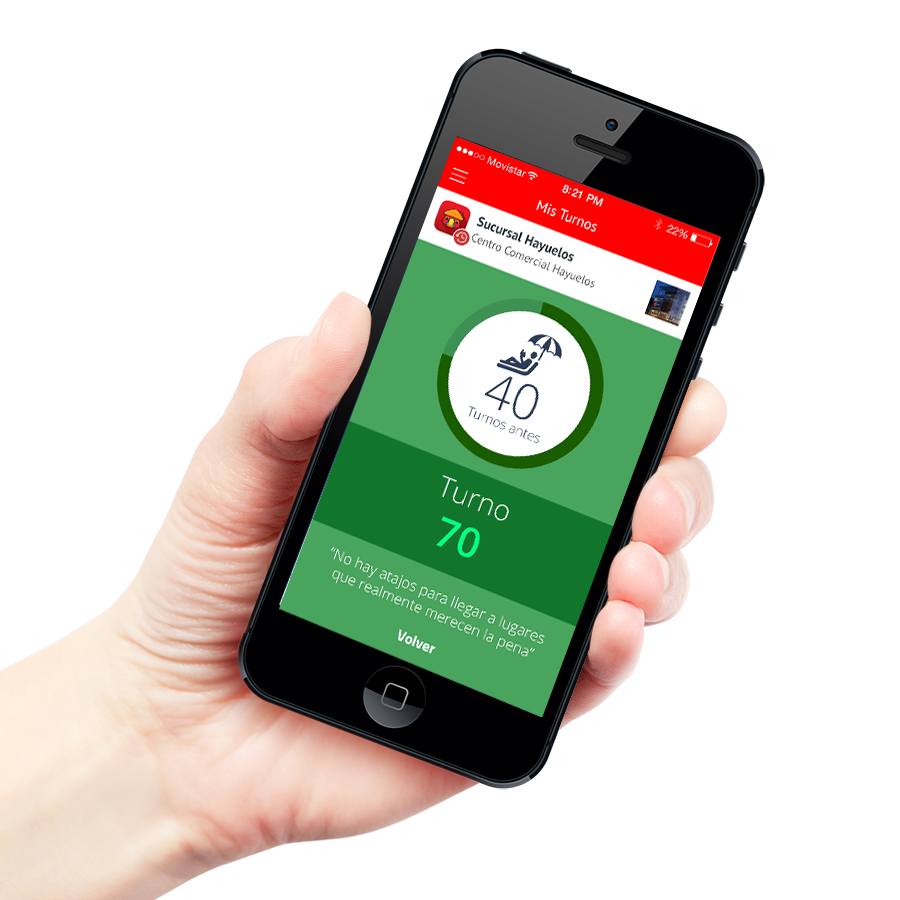 Movistar
8:21 PM
22%
Mis Turnos
Sucursal Hayuelos
Centro Comercial Hayuelos
40
Turnos antes
Turno
70
“No hay atajos para llegar a lugares
que realmente merecen la pena”
Volver